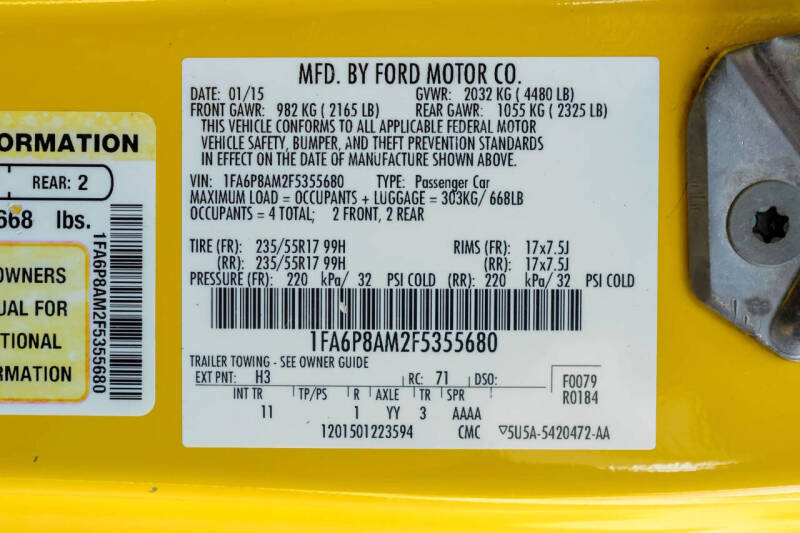 ORMATION
REAR: 2
668 lbs.
OWNERS
UAL FOR
TIONAL
RMATION
1FA6P8AM2F5355680
MFD. BY FORD MOTOR CO.
DATE: 01/15 GVWR: 2032 KG ( 4480 LB)
FRONT GAWR: 982 KG ( 2165 LB) REAR GAWR: 1055 KG ( 2325 LB)
THIS VEHICLE CONFORMS TO ALL APPLICABLE FEDERAL MOTOR
VEHICLE SAFETY, BUMPER, AND THEFT PREVENTION STANDARDS
IN EFFECT ON THE DATE OF MANUFACTURE SHOWN ABOVE.
VIN: 1FA6P8AM2F5355680 TYPE: Passenger Car
MAXIMUM LOAD = OCCUPANTS + LUGGAGE = 303KG/ 668LB
OCCUPANTS = 4 TOTAL; 2 FRONT, 2 REAR
TIRE (FR): 235/55R17 99H RIMS (FR): 17x7.5J
(RR): 235/55R17 99H (RR): 17x7.5J
PRESSURE (FR): 220 kPa/ 32 PSI COLD (RR): 220 kPa/ 32 PSI COLD
1FA6P8AM2F5355680
TRAILER TOWING - SEE OWNER GUIDE
EXT PNT: H3 RC: 71 DSO: F0079
R0184
INT TR TP/PS R AXLE TR SPR
11 1 YY 3 AAAA
1201501223594 CMC ▽5U5A-5420472-AA